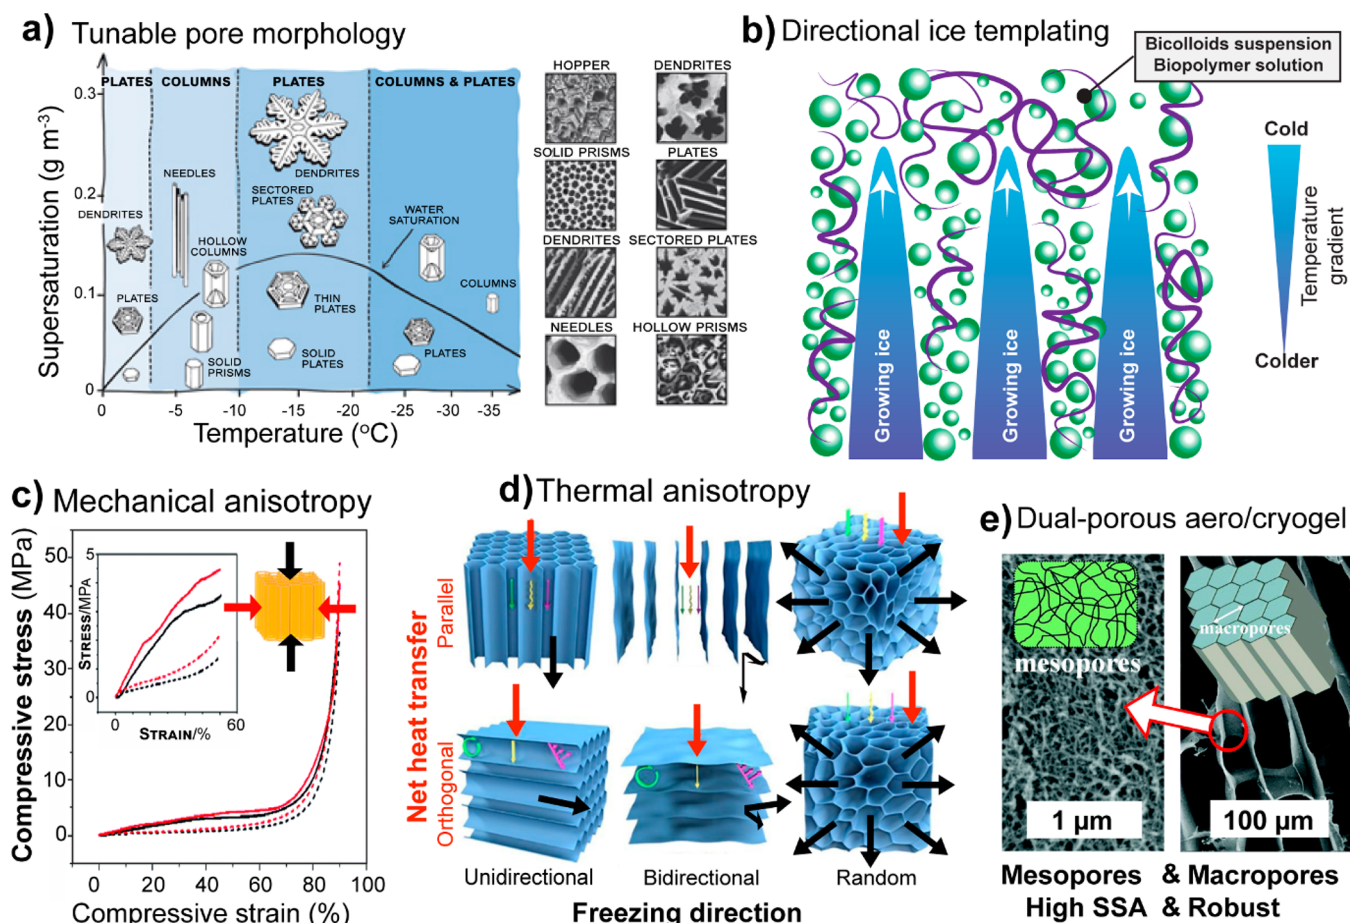 a) Tunable pore morphology
Supersaturation (g m⁻³)
0.3
0.2
0.1
0
PLATES
COLUMNS
PLATES
COLUMNS & PLATES
DENDRITES
NEEDLES
SECTORED
PLATES
WATER
SATURATION
DENDRITES
HOLLOW
COLUMNS
COLUMNS
PLATES
THIN
PLATES
SOLID
PRISMS
SOLID
PLATES
PLATES
0
-5
-10
-15
-20
-25
-30
-35
Temperature (°C)
HOPPER
DENDRITES
SOLID PRISMS
PLATES
DENDRITES
SECTORED PLATES
NEEDLES
HOLLOW PRISMS
b) Directional ice templating
Bicolloids suspension
Biopolymer solution
Growing ice
Growing ice
Growing ice
Cold
Temperature
gradient
Colder
c) Mechanical anisotropy
Compressive stress (MPa)
50
40
30
20
10
0
5
STRESS/MPA
0
0
60
STRAIN/%
0
20
40
60
80
100
Compressive strain (%)
d) Thermal anisotropy
Net heat transfer
Parallel
Orthogonal
Unidirectional
Bidirectional
Random
Freezing direction
e) Dual-porous aero/cryogel
mesopores
macropores
1 µm
100 µm
Mesopores & Macropores
High SSA & Robust